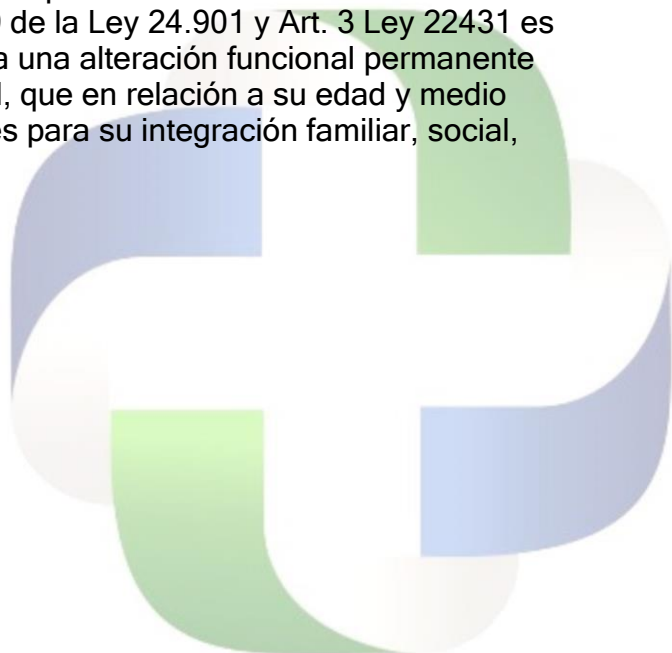 9 de la Ley 24.901 y Art. 3 Ley 22431 es
a una alteración funcional permanente
l, que en relación a su edad y medio
es para su integración familiar, social,